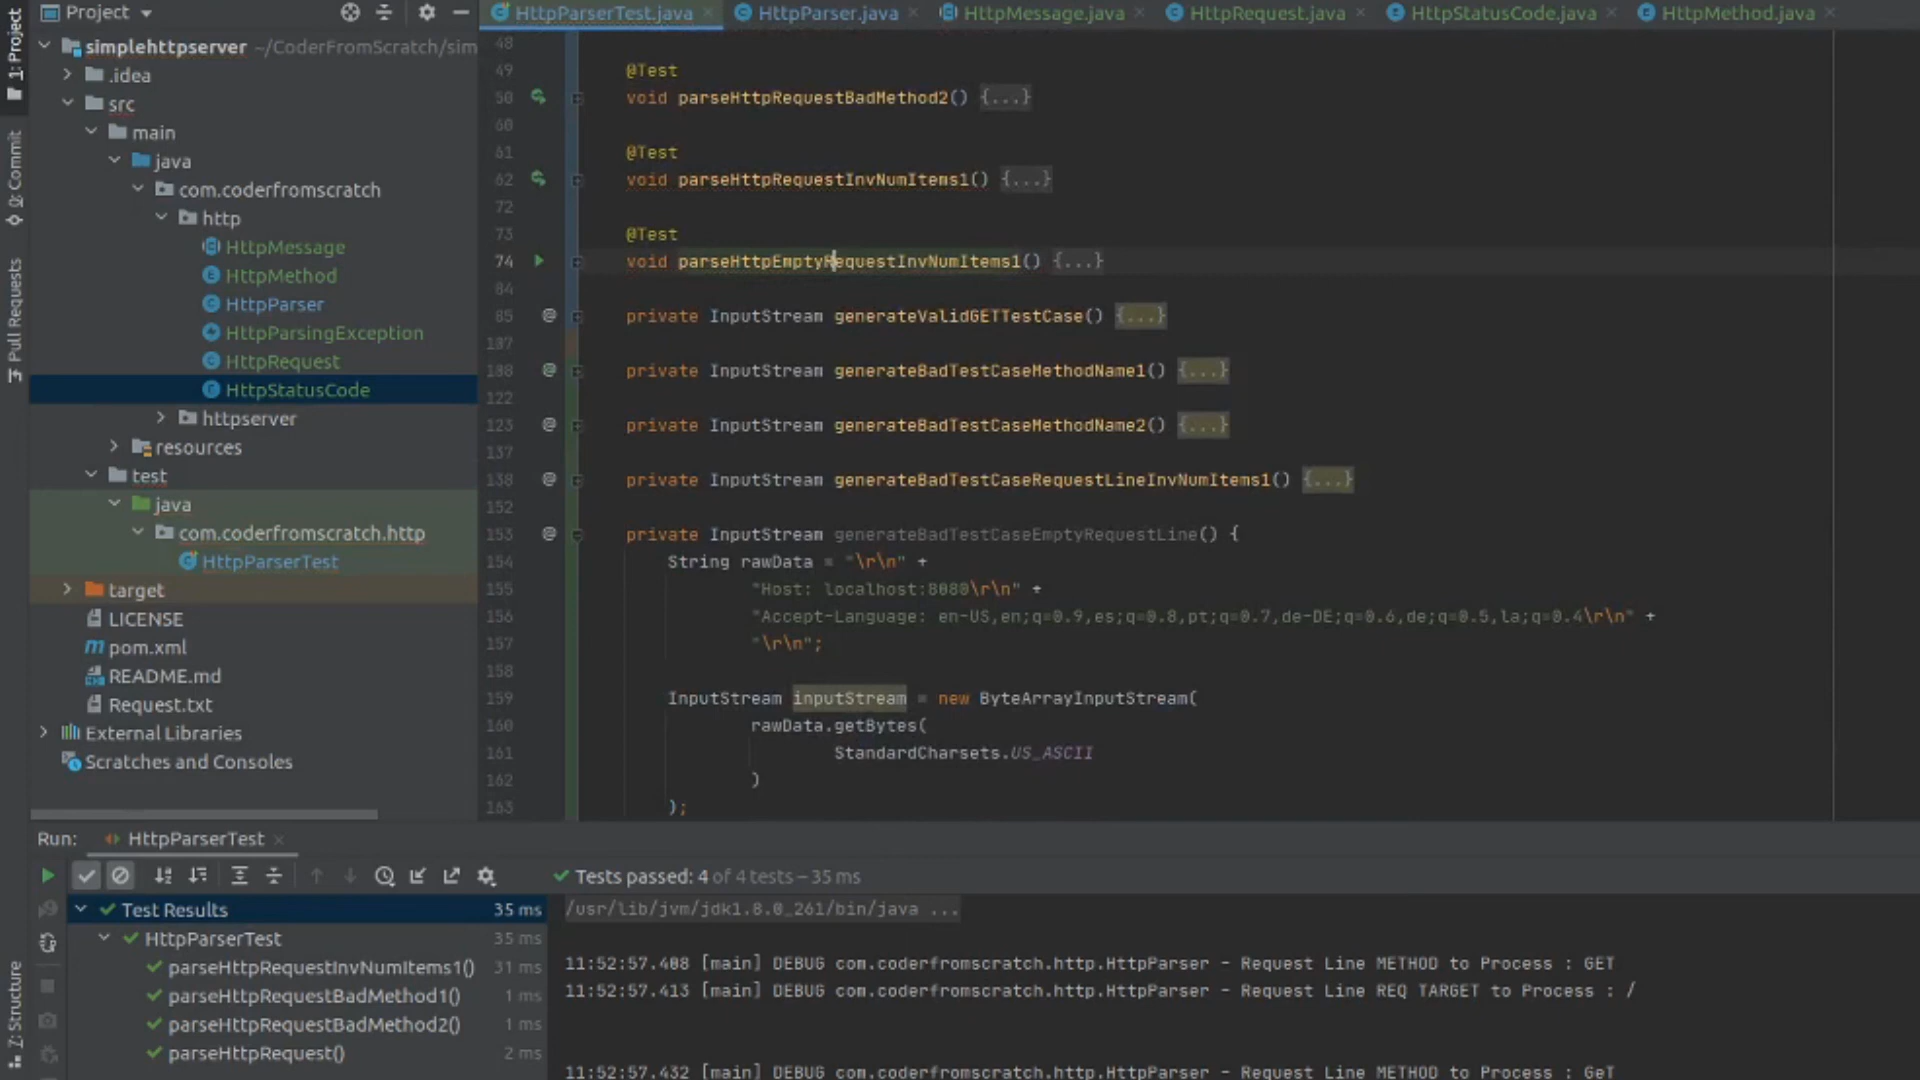 Project
HttpParserTest.java
HttpParser.java
HttpMessage.java
HttpRequest.java
HttpStatusCode.java
HttpMethod.java
1: Project
0: Commit
Pull Requests
Z: Structure
simplehttpserver ~/CoderFromScratch/sim
.idea
src
main
java
com.coderfromscratch
http
HttpMessage
HttpMethod
HttpParser
HttpParsingException
HttpRequest
HttpStatusCode
httpserver
resources
test
java
com.coderfromscratch.http
HttpParserTest
target
LICENSE
pom.xml
README.md
Request.txt
External Libraries
Scratches and Consoles
48
49 @Test
50 void parseHttpRequestBadMethod2() {...}
60
61 @Test
62 void parseHttpRequestInvNumItems1() {...}
72
73 @Test
74 void parseHttpEmptyRequestInvNumItems1() {...}
84
85 private InputStream generateValidGETTestCase() {...}
107
108 private InputStream generateBadTestCaseMethodName1() {...}
122
123 private InputStream generateBadTestCaseMethodName2() {...}
137
138 private InputStream generateBadTestCaseRequestLineInvNumItems1() {...}
152
153 private InputStream generateBadTestCaseEmptyRequestLine() {
154 String rawData = "\r\n" +
155 "Host: localhost:8080\r\n" +
156 "Accept-Language: en-US,en;q=0.9,es;q=0.8,pt;q=0.7,de-DE;q=0.6,de;q=0.5,la;q=0.4\r\n" +
157 "\r\n";
158
159 InputStream inputStream = new ByteArrayInputStream(
160 rawData.getBytes(
161 StandardCharsets.US_ASCII
162 )
163 );
Run: HttpParserTest
Tests passed: 4 of 4 tests – 35 ms
Test Results 35 ms
HttpParserTest 35 ms
parseHttpRequestInvNumItems1() 31 ms
parseHttpRequestBadMethod1() 1 ms
parseHttpRequestBadMethod2() 1 ms
parseHttpRequest() 2 ms
/usr/lib/jvm/jdk1.8.0_261/bin/java ...
11:52:57.408 [main] DEBUG com.coderfromscratch.http.HttpParser - Request Line METHOD to Process : GET
11:52:57.413 [main] DEBUG com.coderfromscratch.http.HttpParser - Request Line REQ TARGET to Process : /
11:52:57.432 [main] DEBUG com.coderfromscratch.http.HttpParser - Request Line METHOD to Process : GeT